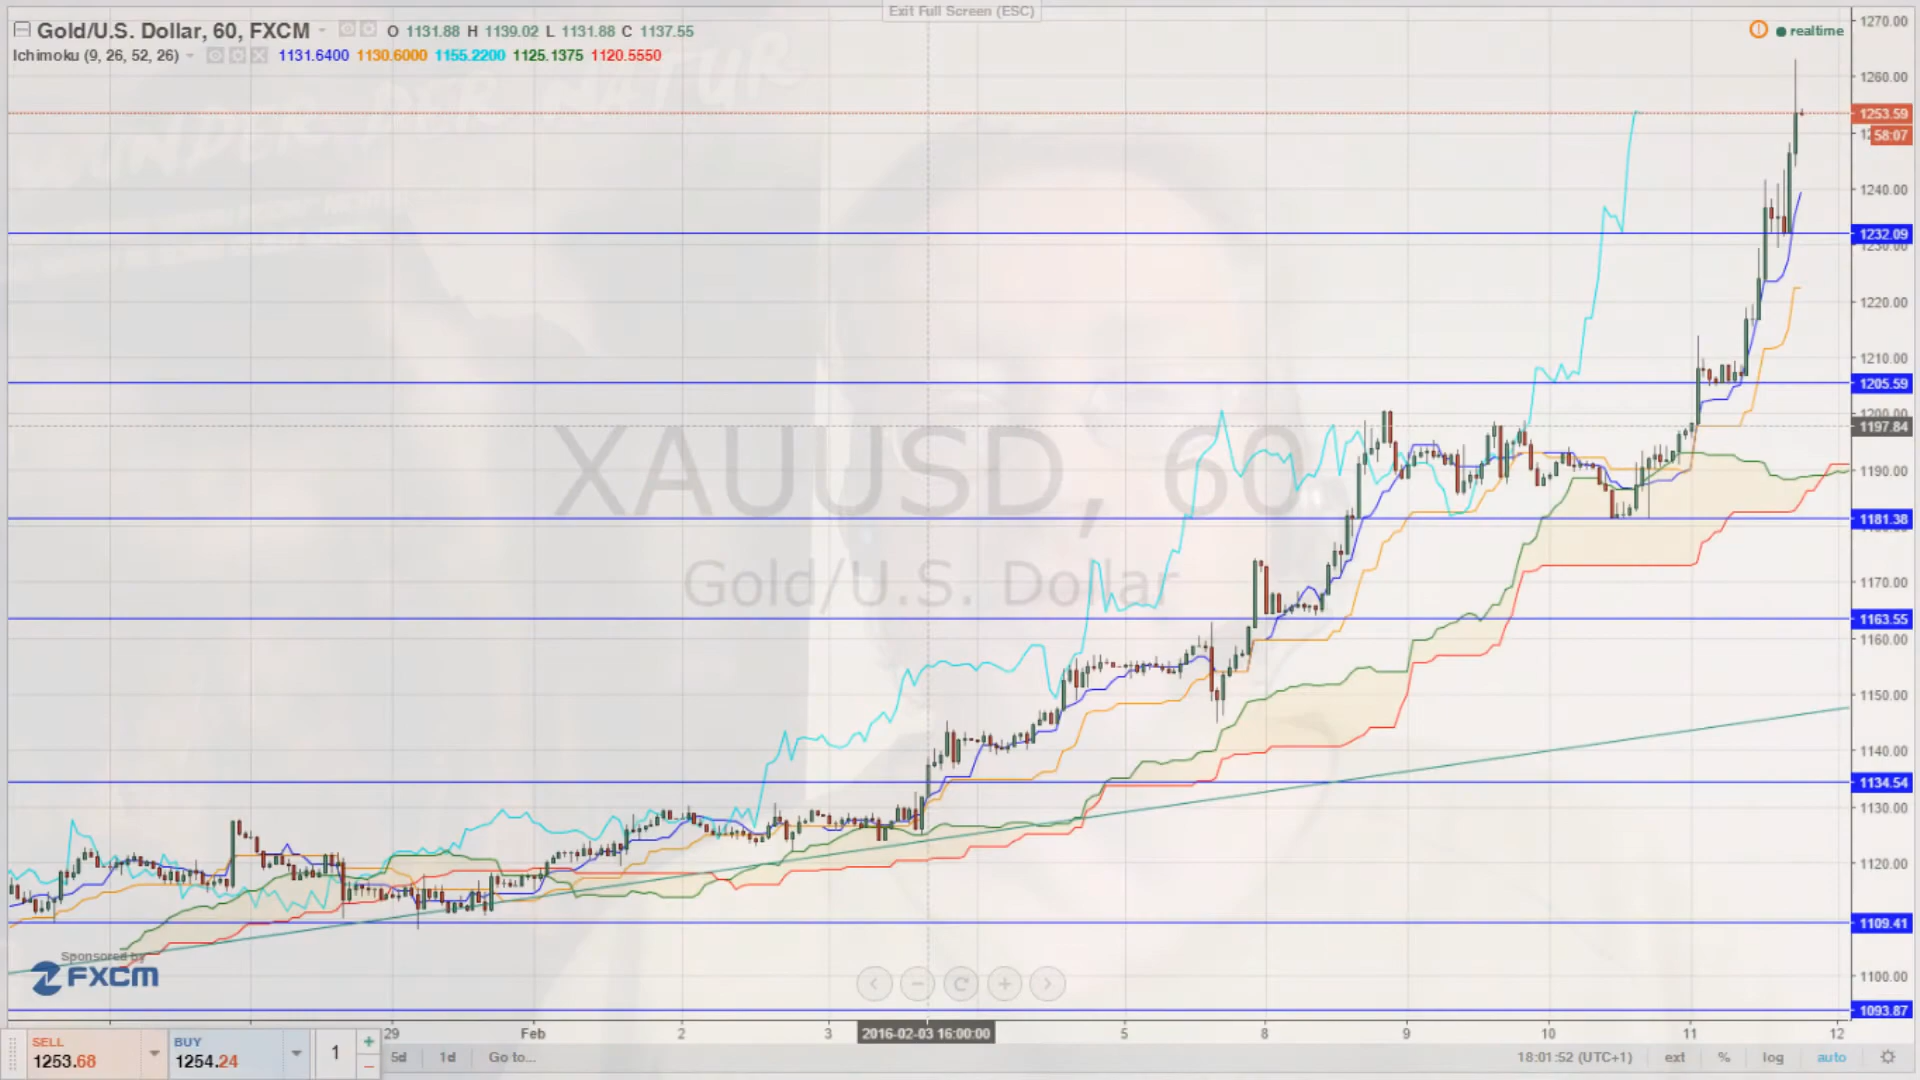 Exit Full Screen (ESC)
Gold/U.S. Dollar, 60, FXCM O 1131.88 H 1139.02 L 1131.88 C 1137.55
Ichimoku (9, 26, 52, 26) 1131.6400 1130.6000 1155.2200 1125.1375 1120.5550
realtime
1270.00
1260.00
1253.59
58:07
1240.00
1232.09
1230.00
1220.00
1210.00
1205.59
1200.00
1197.84
1190.00
1181.38
1170.00
1163.55
1160.00
1150.00
1140.00
1134.54
1130.00
1120.00
1109.41
1100.00
1093.87
XAUUSD, 60
Gold/U.S. Dollar
Sponsored by
FXCM
29 Feb 2 3 2016-02-03 16:00:00 5 8 9 10 11 12
SELL
1253.68
BUY
1254.24
1
5d 1d Go to...
18:01:52 (UTC+1) ext % log auto